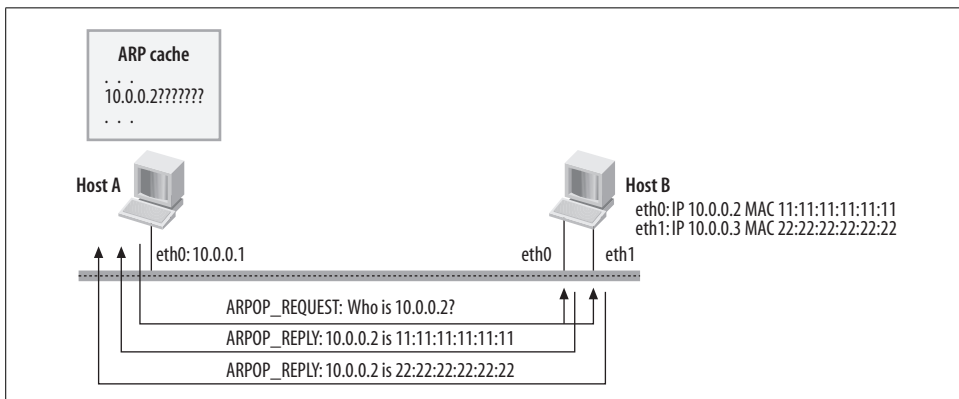 ARP cache
. . .
10.0.0.2???????
. . .
Host A
Host B
eth0: IP 10.0.0.2 MAC 11:11:11:11:11:11
eth1: IP 10.0.0.3 MAC 22:22:22:22:22:22
eth0: 10.0.0.1
eth0
eth1
ARPOP_REQUEST: Who is 10.0.0.2?
ARPOP_REPLY: 10.0.0.2 is 11:11:11:11:11:11
ARPOP_REPLY: 10.0.0.2 is 22:22:22:22:22:22